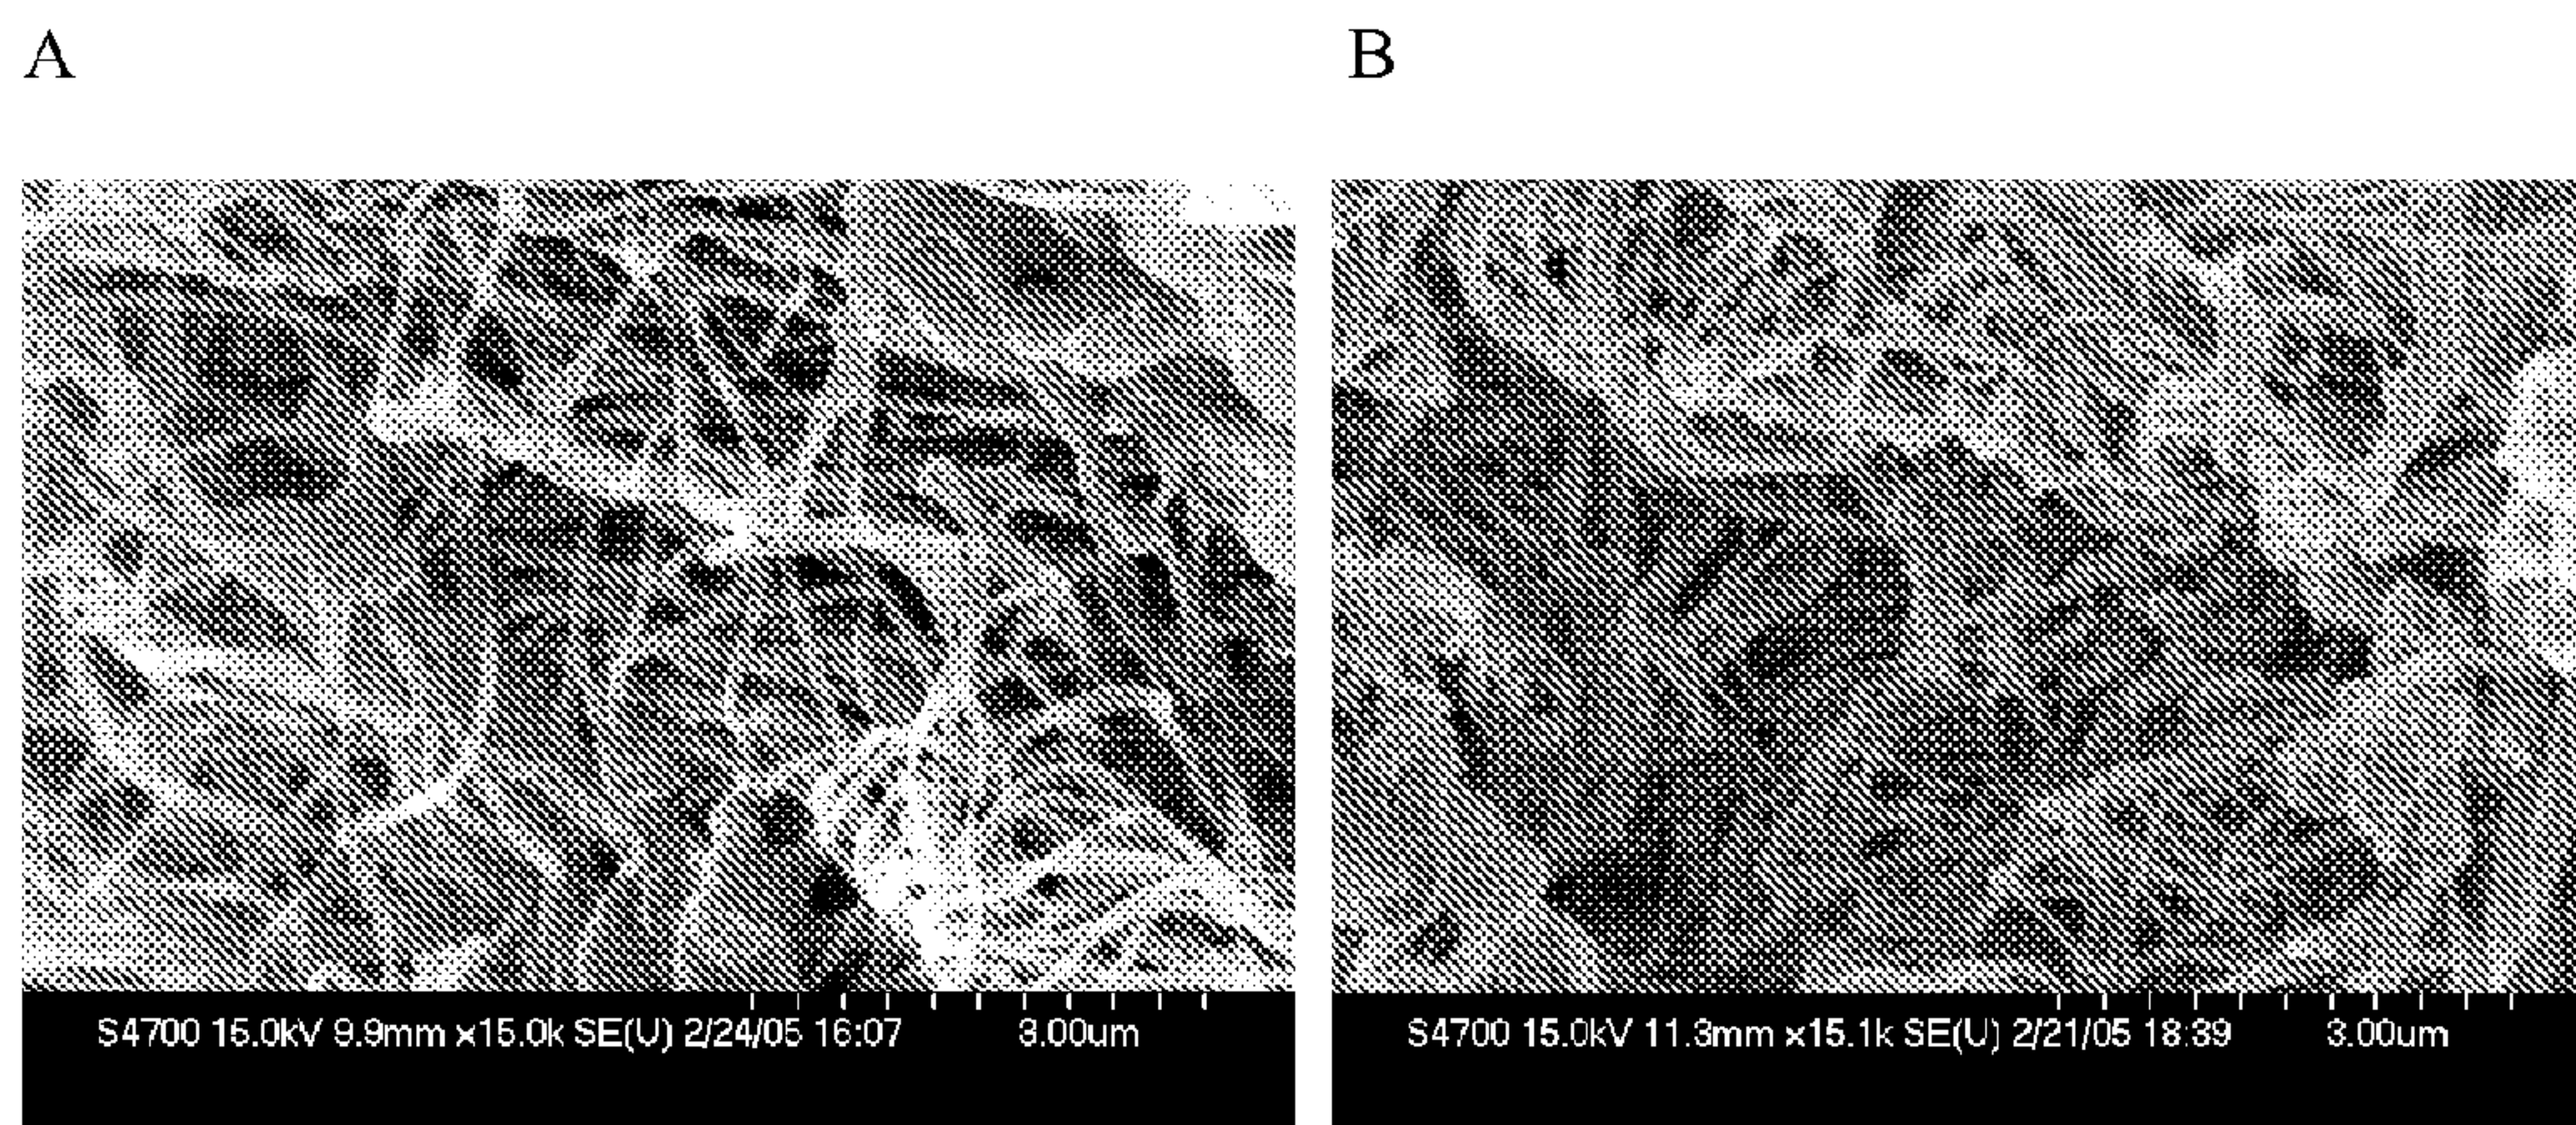 A
B
S4700 15.0kV 9.9mm x15.0k SE(U) 2/24/05 16:07 3.00um
S4700 15.0kV 11.3mm x15.1k SE(U) 2/21/05 18:39 3.00um